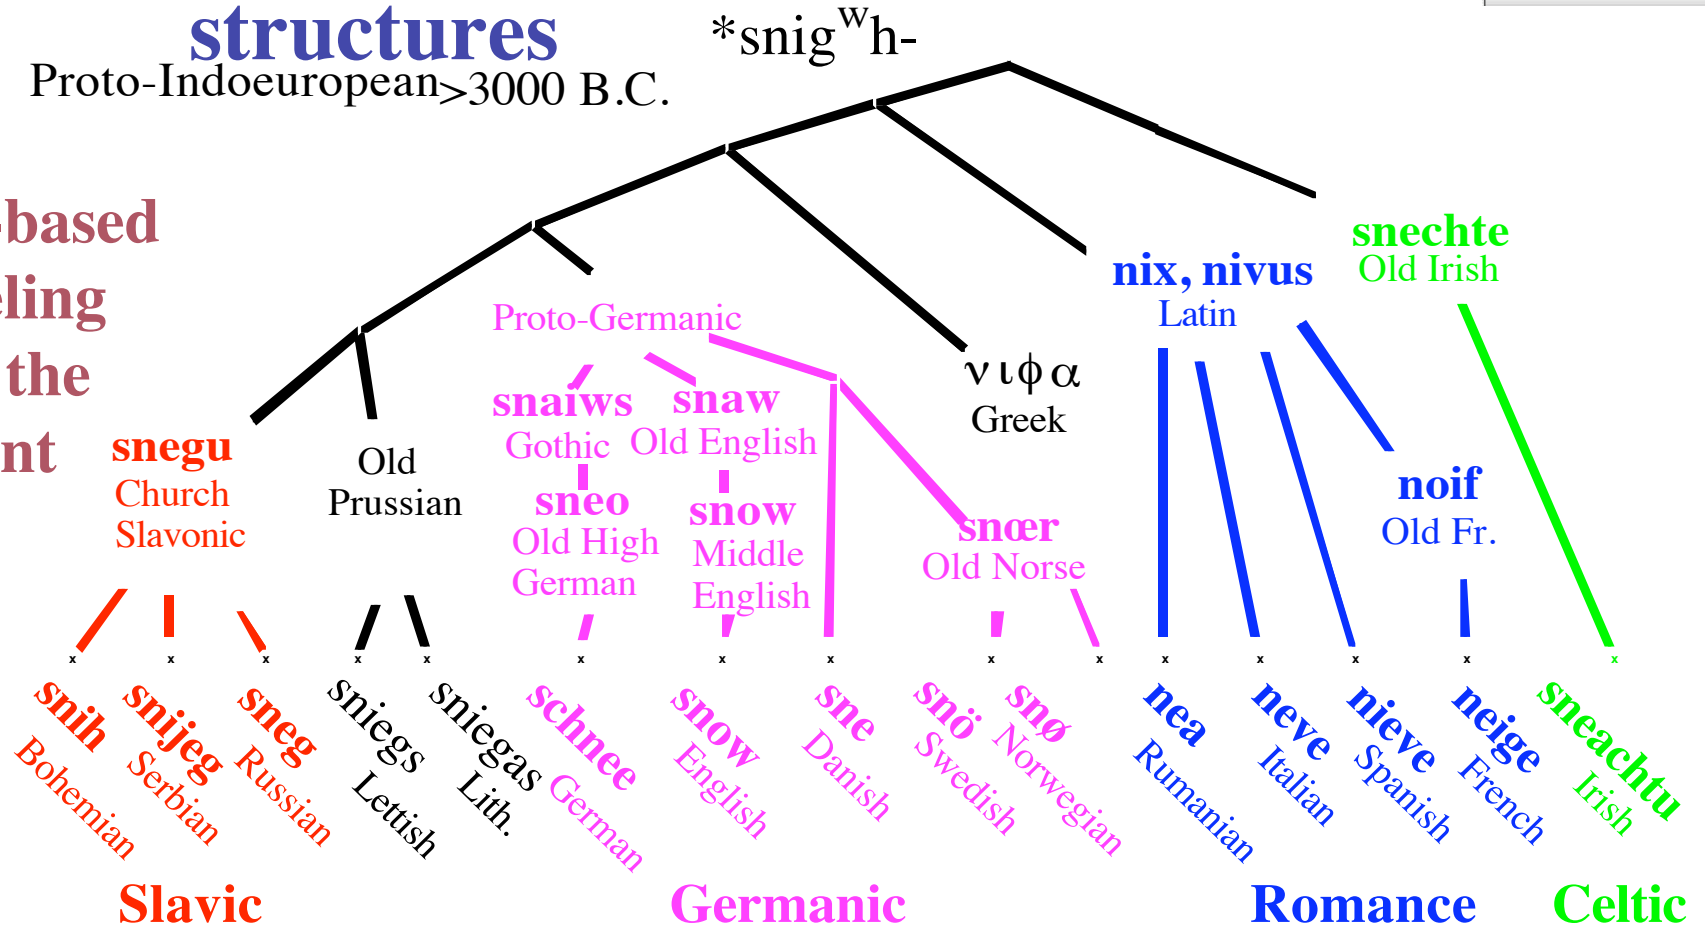 structures
*snigʷh-
Proto-Indoeuropean >3000 B.C.
-based
eling
the
nt
snechte
Old Irish
nix, nivus
Latin
Proto-Germanic
νιφα
Greek
snaiws
Gothic
snaw
Old English
snegu
Church
Slavonic
Old
Prussian
sneo
Old High
German
snow
Middle
English
snœr
Old Norse
noif
Old Fr.
x x x x x x x x x x x x x x x
snih
Bohemian
snijeg
Serbian
sneg
Russian
sniegs
Lettish
sniegas
Lith.
schnee
German
snow
English
sne
Danish
snö
Swedish
snø
Norwegian
nea
Rumanian
neve
Italian
nieve
Spanish
neige
French
sneachtu
Irish
Slavic
Germanic
Romance
Celtic